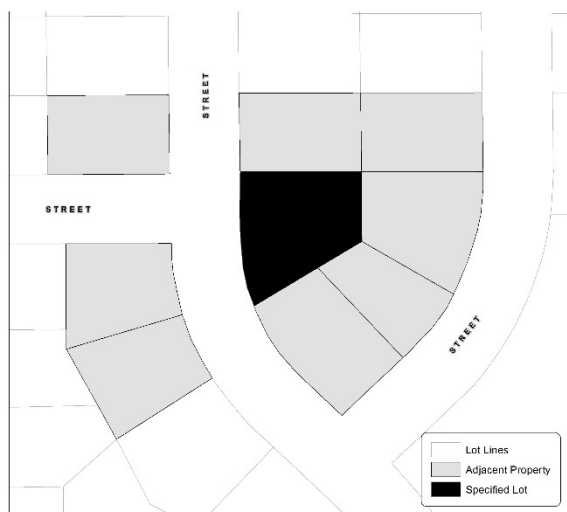 STREET
STREET
STREET
Lot Lines
Adjacent Property
Specified Lot